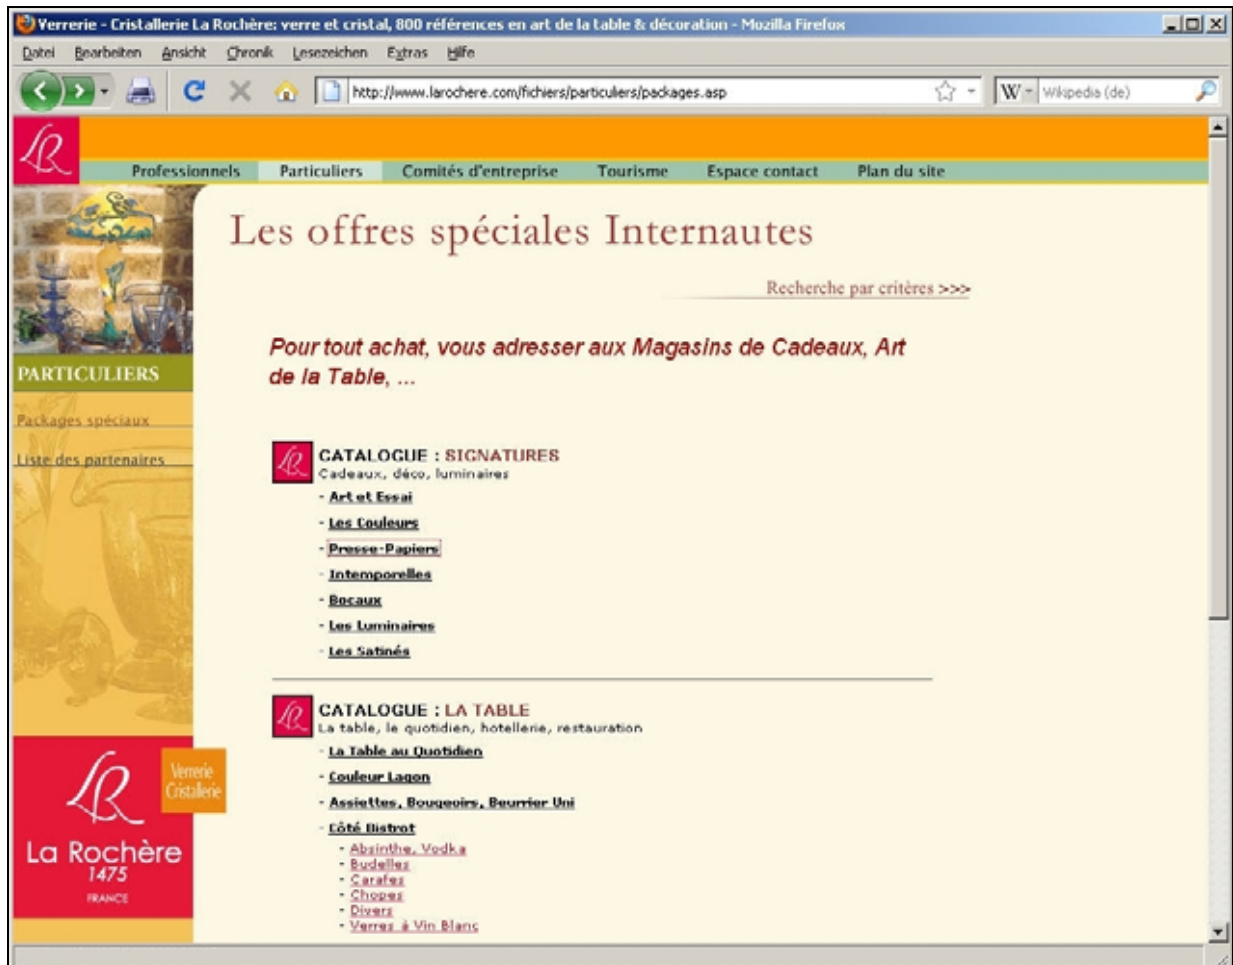 Verrerie - Cristallerie La Rochère: verre et cristal, 800 références en art de la table & décoration - Mozilla Firefox
Datei Bearbeiten Ansicht Chronik Lesezeichen Extras Hilfe
http://www.larochere.com/fichiers/particuliers/packages.asp
W Wikipedia (de)
LR
Professionnels Particuliers Comités d'entreprise Tourisme Espace contact Plan du site
Les offres spéciales Internautes
Recherche par critères >>>
Pour tout achat, vous adresser aux Magasins de Cadeaux, Art
de la Table, ...
PARTICULIERS
Packages spéciaux
Liste des partenaires
LR
CATALOGUE : SIGNATURES
Cadeaux, déco, luminaires
- Art et Essai
- Les Couleurs
- Presse-Papiers
- Intemporelles
- Bocaux
- Les Luminaires
- Les Satinés
LR
CATALOGUE : LA TABLE
La table, le quotidien, hotellerie, restauration
- La Table au Quotidien
- Couleur Lagon
- Assiettes, Bougeoirs, Beurrier Uni
- Côté Bistrot
- Absinthe, Vodka
- Budelles
- Carafes
- Chopes
- Divers
- Verres à Vin Blanc
LR
Verrerie
Cristallerie
La Rochère
1475
FRANCE